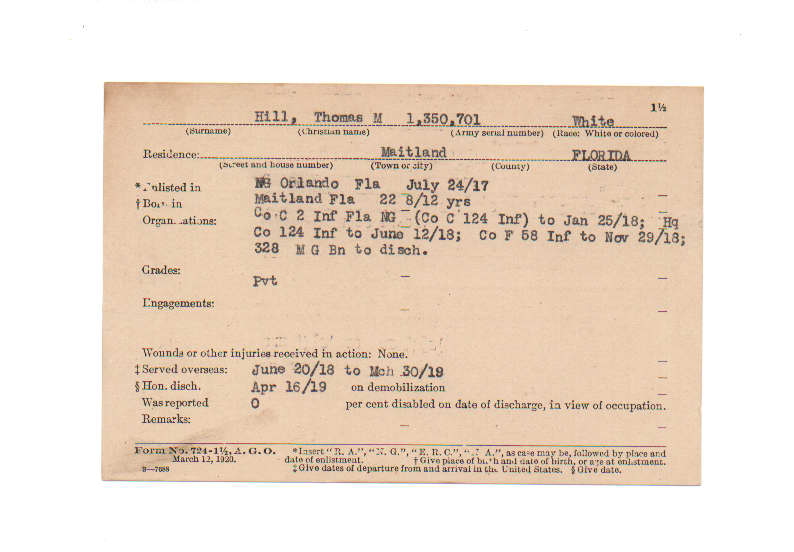 1½
Hill, Thomas M 1,350,701 White
(Surname) (Christian name) (Army serial number) (Race: White or colored)
Residence: Maitland FLORIDA
(Street and house number) (Town or city) (County) (State)
*Enlisted in NG Orlando Fla July 24/17
†Born in Maitland Fla 22 8/12 yrs
Organizations: Co C 2 Inf Fla NG (Co C 124 Inf) to Jan 25/18; Hq
Co 124 Inf to June 12/18; Co F 58 Inf to Nov 29/18;
328 M G Bn to disch.
Grades:
Pvt
Engagements:
Wounds or other injuries received in action: None.
‡Served overseas: June 20/18 to Mch 30/19
§Hon. disch. Apr 16/19 on demobilization
Was reported 0 per cent disabled on date of discharge, in view of occupation.
Remarks:
Form No. 724-1½, A. G. O. *Insert "R. A.", "N. G.", "E. R. C.", "N. A.", as case may be, followed by place and
March 12, 1920. date of enlistment. †Give place of birth and date of birth, or age at enlistment.
3—7688 ‡Give dates of departure from and arrival in the United States. §Give date.